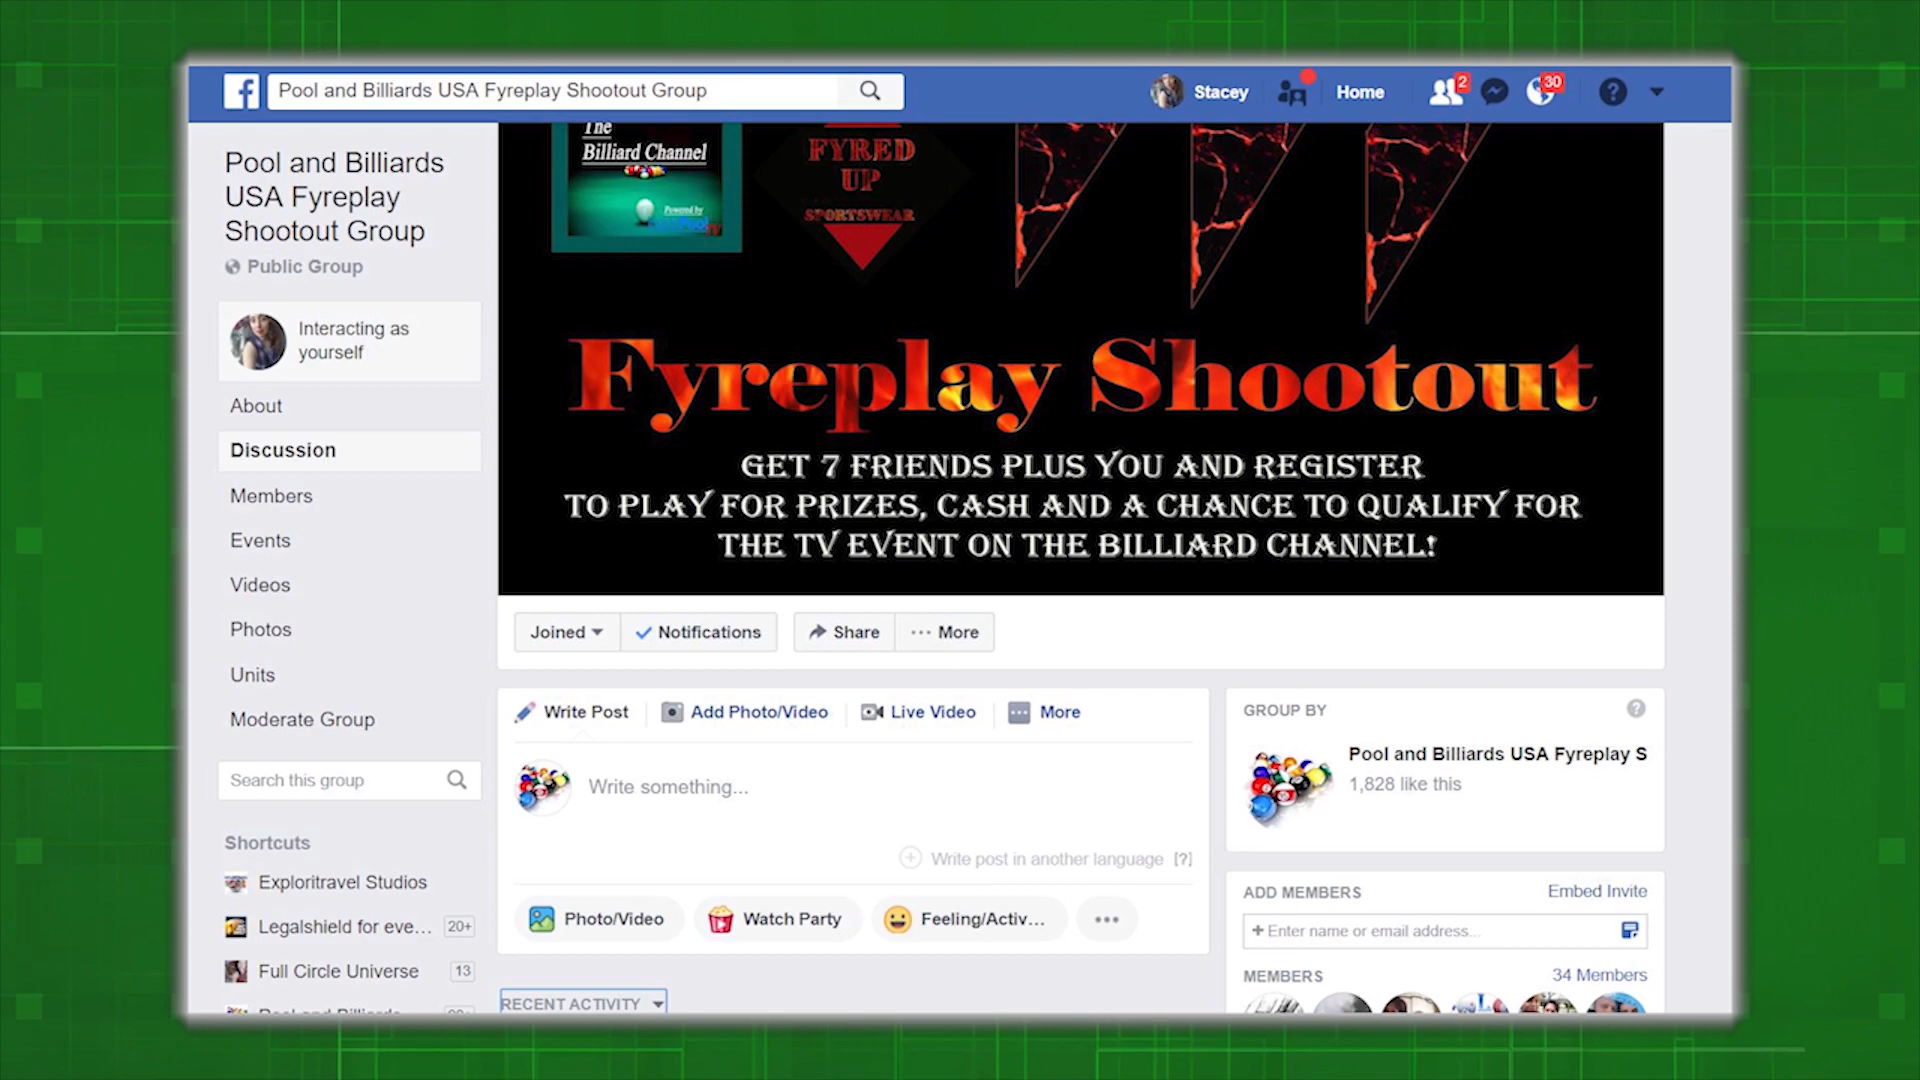 Pool and Billiards USA Fyreplay Shootout Group
Stacey
Home
2
30
Pool and Billiards
USA Fyreplay
Shootout Group
Public Group
Interacting as
yourself
About
Discussion
Members
Events
Videos
Photos
Units
Moderate Group
Search this group
Shortcuts
Exploritravel Studios
Legalshield for eve... 20+
Full Circle Universe 13
The
Billiard Channel
Powered by
FYRED
UP
SPORTSWEAR
Fyreplay Shootout
GET 7 FRIENDS PLUS YOU AND REGISTER
TO PLAY FOR PRIZES, CASH AND A CHANCE TO QUALIFY FOR
THE TV EVENT ON THE BILLIARD CHANNEL!
Joined Notifications Share ... More
Write Post Add Photo/Video Live Video More
Write something...
Write post in another language [?]
Photo/Video Watch Party Feeling/Activ...
RECENT ACTIVITY
GROUP BY
Pool and Billiards USA Fyreplay S
1,828 like this
ADD MEMBERS Embed Invite
+ Enter name or email address...
MEMBERS 34 Members